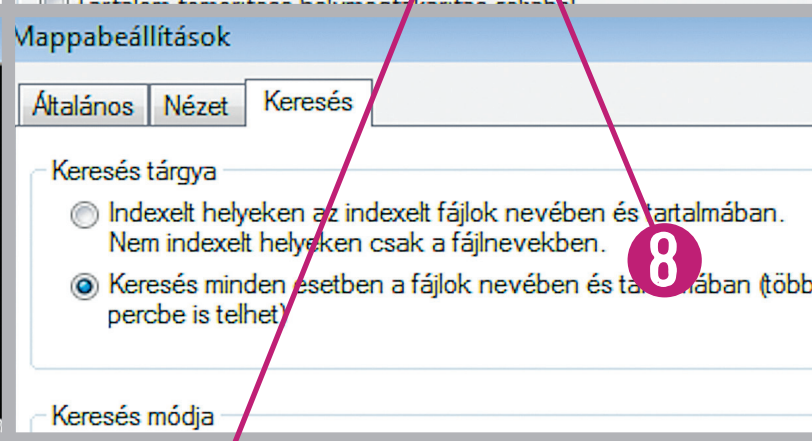 Mappabeállítások
Általános Nézet Keresés
Keresés tárgya
Indexelt helyeken az indexelt fájlok nevében és tartalmában.
Nem indexelt helyeken csak a fájlnevekben.
8
Keresés minden esetben a fájlok nevében és (több
percbe is telhet)
Keresés módja